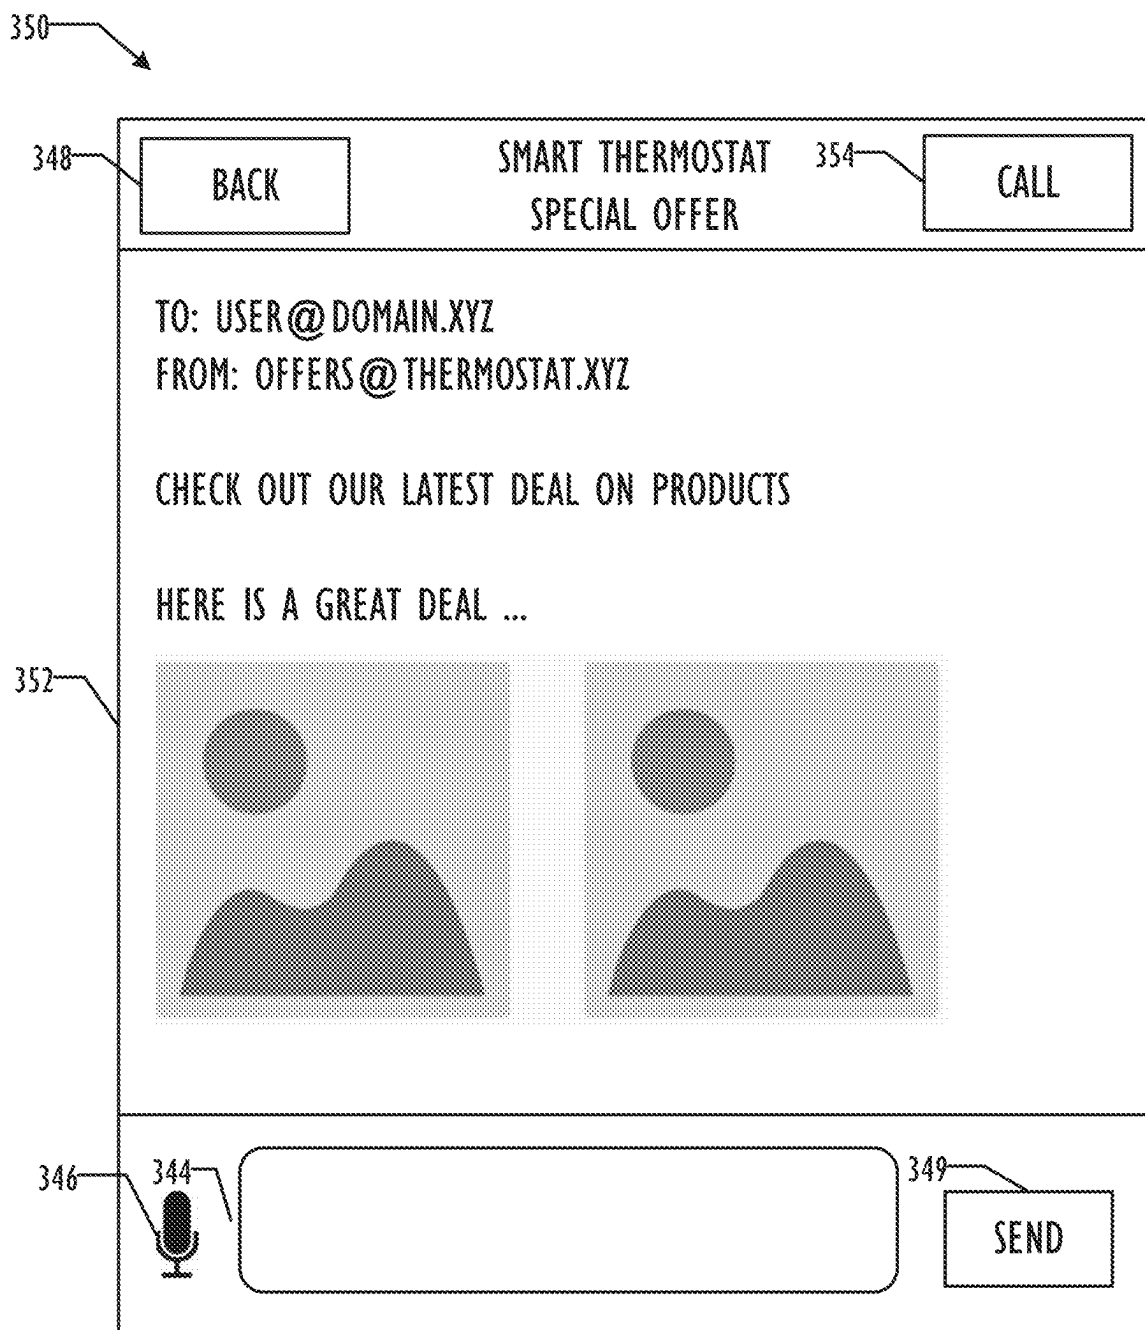 350
348
BACK
SMART THERMOSTAT
SPECIAL OFFER
354
CALL
TO: USER@DOMAIN.XYZ
FROM: OFFERS@THERMOSTAT.XYZ
CHECK OUT OUR LATEST DEAL ON PRODUCTS
HERE IS A GREAT DEAL ...
352
346
344
349
SEND